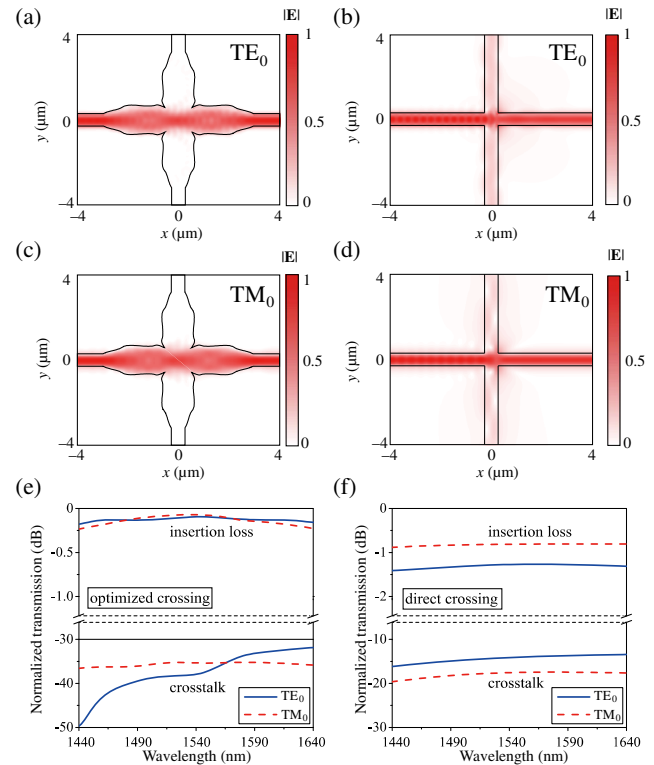 (a)
|E|
4
TE0
1
y (µm)
0
0.5
−4
0
−4
0
4
x (µm)
(b)
|E|
4
TE0
1
y (µm)
0
0.5
−4
0
−4
0
4
x (µm)
(c)
|E|
4
TM0
1
y (µm)
0
0.5
−4
0
−4
0
4
x (µm)
(d)
|E|
4
TM0
1
y (µm)
0
0.5
−4
0
−4
0
4
x (µm)
(e)
Normalized transmission (dB)
0
-0.5
-1.0
-30
-40
-50
insertion loss
optimized crossing
crosstalk
TE0
TM0
1440 1490 1540 1590 1640
Wavelength (nm)
(f)
Normalized transmission (dB)
0
-1
-2
-10
-20
-30
insertion loss
direct crossing
crosstalk
TE0
TM0
1440 1490 1540 1590 1640
Wavelength (nm)